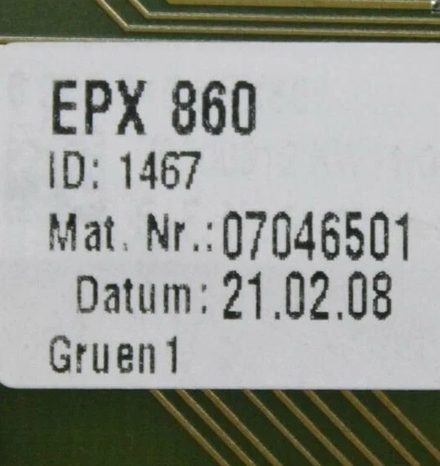 EPX 860
ID: 1467
Mat. Nr.:07046501
Datum: 21.02.08
Gruen1